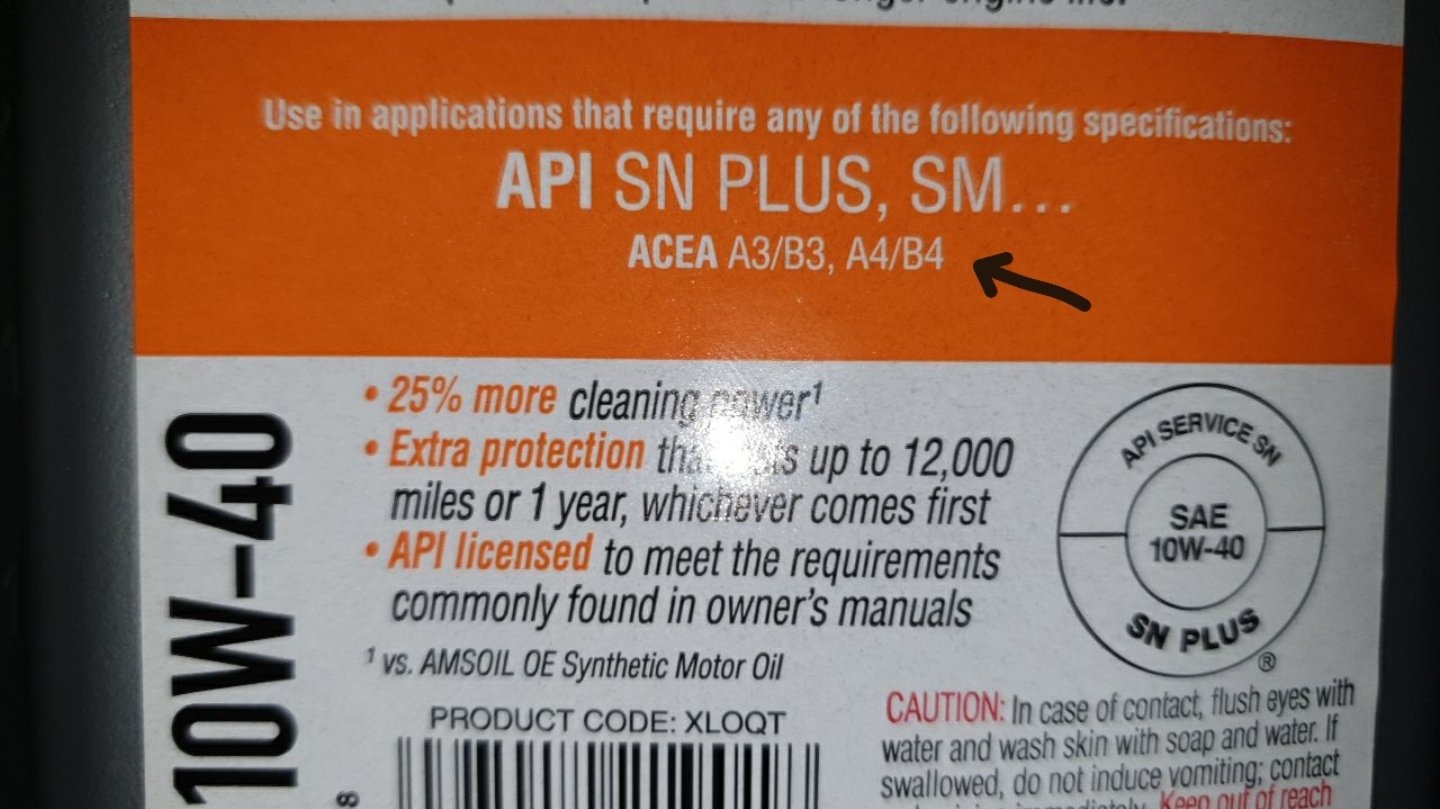 Use in applications that require any of the following specifications:
API SN PLUS, SM...
ACEA A3/B3, A4/B4
10W-40
• 25% more cleaning power¹
• Extra protection up to 12,000
miles or 1 year, whichever comes first
• API licensed to meet the requirements
commonly found in owner's manuals
¹ vs. AMSOIL OE Synthetic Motor Oil
PRODUCT CODE: XLOQT
8
API SERVICE SN
SAE
10W-40
SN PLUS
®
CAUTION: In case of contact, flush eyes with
water and wash skin with soap and water. If
swallowed, do not induce vomiting; contact
Keep out of reach